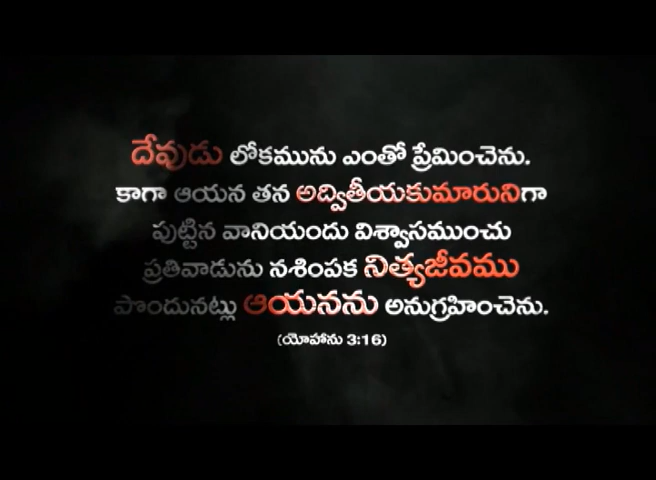 దేవుడు లోకమును ఎంతో ప్రేమించెను.
కాగా ఆయన తన అద్వితీయకుమారునిగా
పుట్టిన వానియందు విశ్వాసముంచు
ప్రతివాడును నశింపక నిత్యజీవము
పొందునట్లు ఆయనను అనుగ్రహించెను.
(యోహాను 3:16)